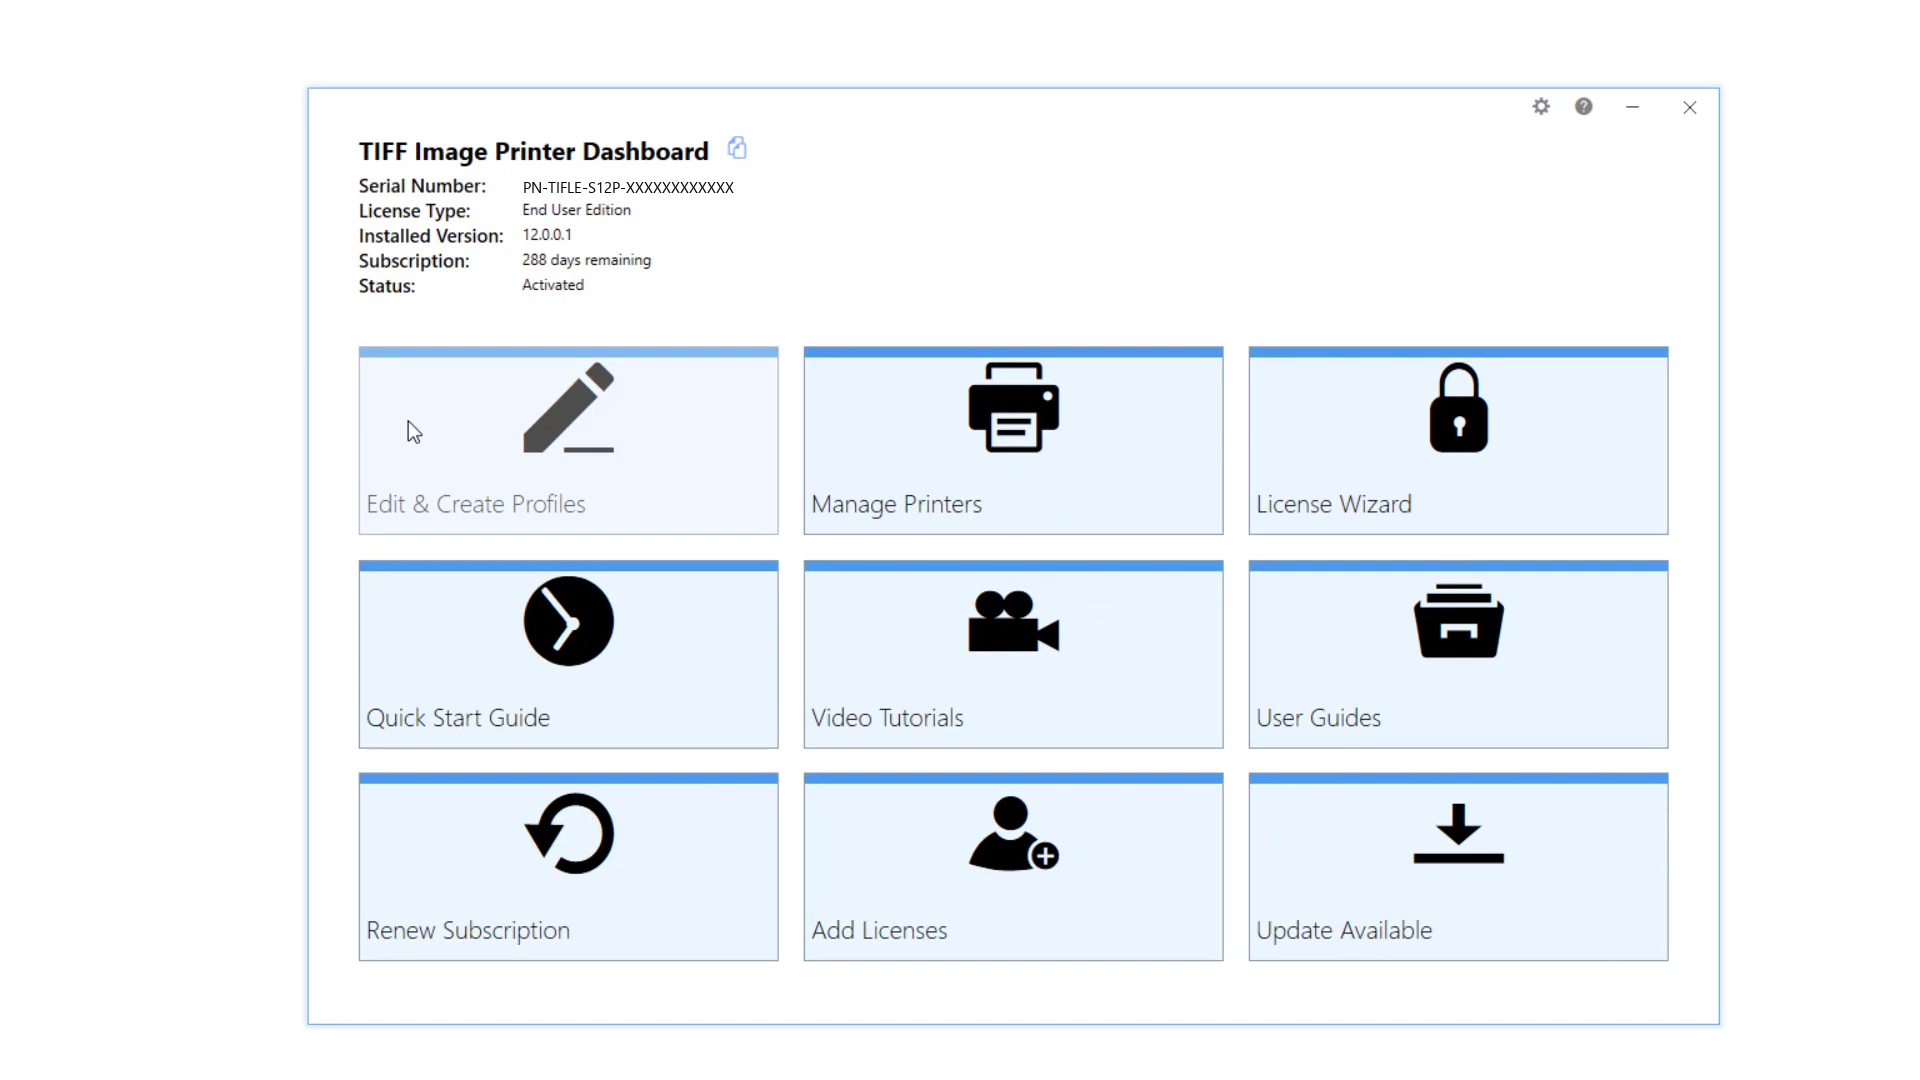 TIFF Image Printer Dashboard
Serial Number: PN-TIFLE-S12P-XXXXXXXXXXXX
License Type: End User Edition
Installed Version: 12.0.0.1
Subscription: 288 days remaining
Status: Activated
Edit & Create Profiles
Manage Printers
License Wizard
Quick Start Guide
Video Tutorials
User Guides
Renew Subscription
Add Licenses
Update Available